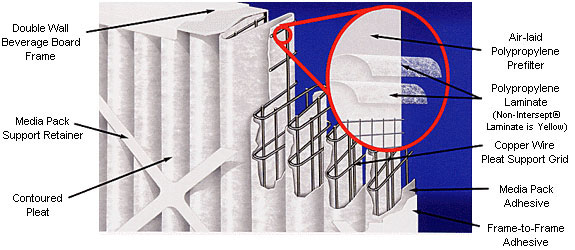 Double Wall
Beverage Board
Frame
Media Pack
Support Retainer
Contoured
Pleat
Air-laid
Polypropylene
Prefilter
Polypropylene
Laminate
(Non-Intersept®
Laminate is Yellow)
Copper Wire
Pleat Support Grid
Media Pack
Adhesive
Frame-to-Frame
Adhesive